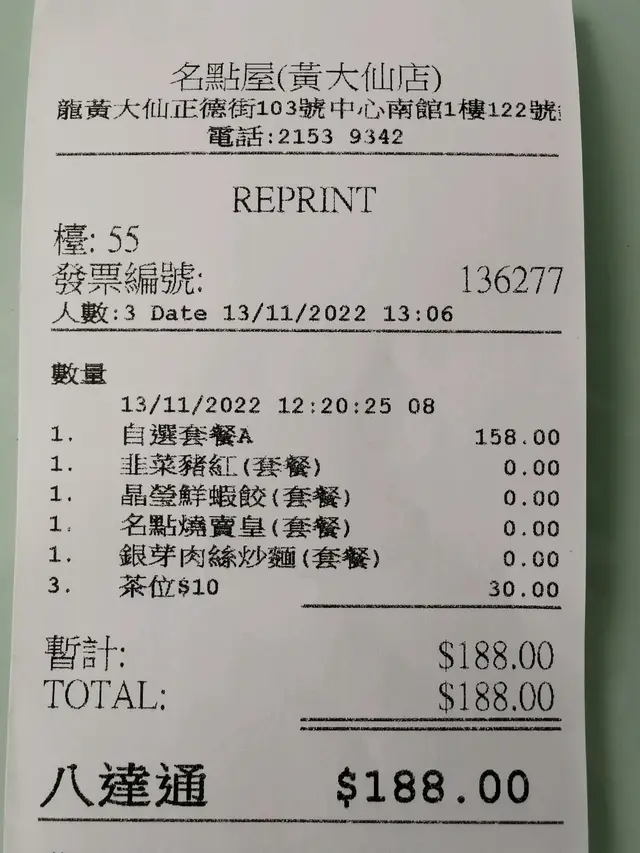 名點屋(黃大仙店)
龍黃大仙正德街103號中心南館1樓122號
電話:2153 9342
REPRINT
檯: 55
發票編號: 136277
人數:3 Date 13/11/2022 13:06
數量
13/11/2022 12:20:25 08
1. 自選套餐A 158.00
1. 韭菜豬紅(套餐) 0.00
1. 晶瑩鮮蝦餃(套餐) 0.00
1. 名點燒賣皇(套餐) 0.00
1. 銀芽肉絲炒麵(套餐) 0.00
3. 茶位$10 30.00
暫計: $188.00
TOTAL: $188.00
八達通 $188.00